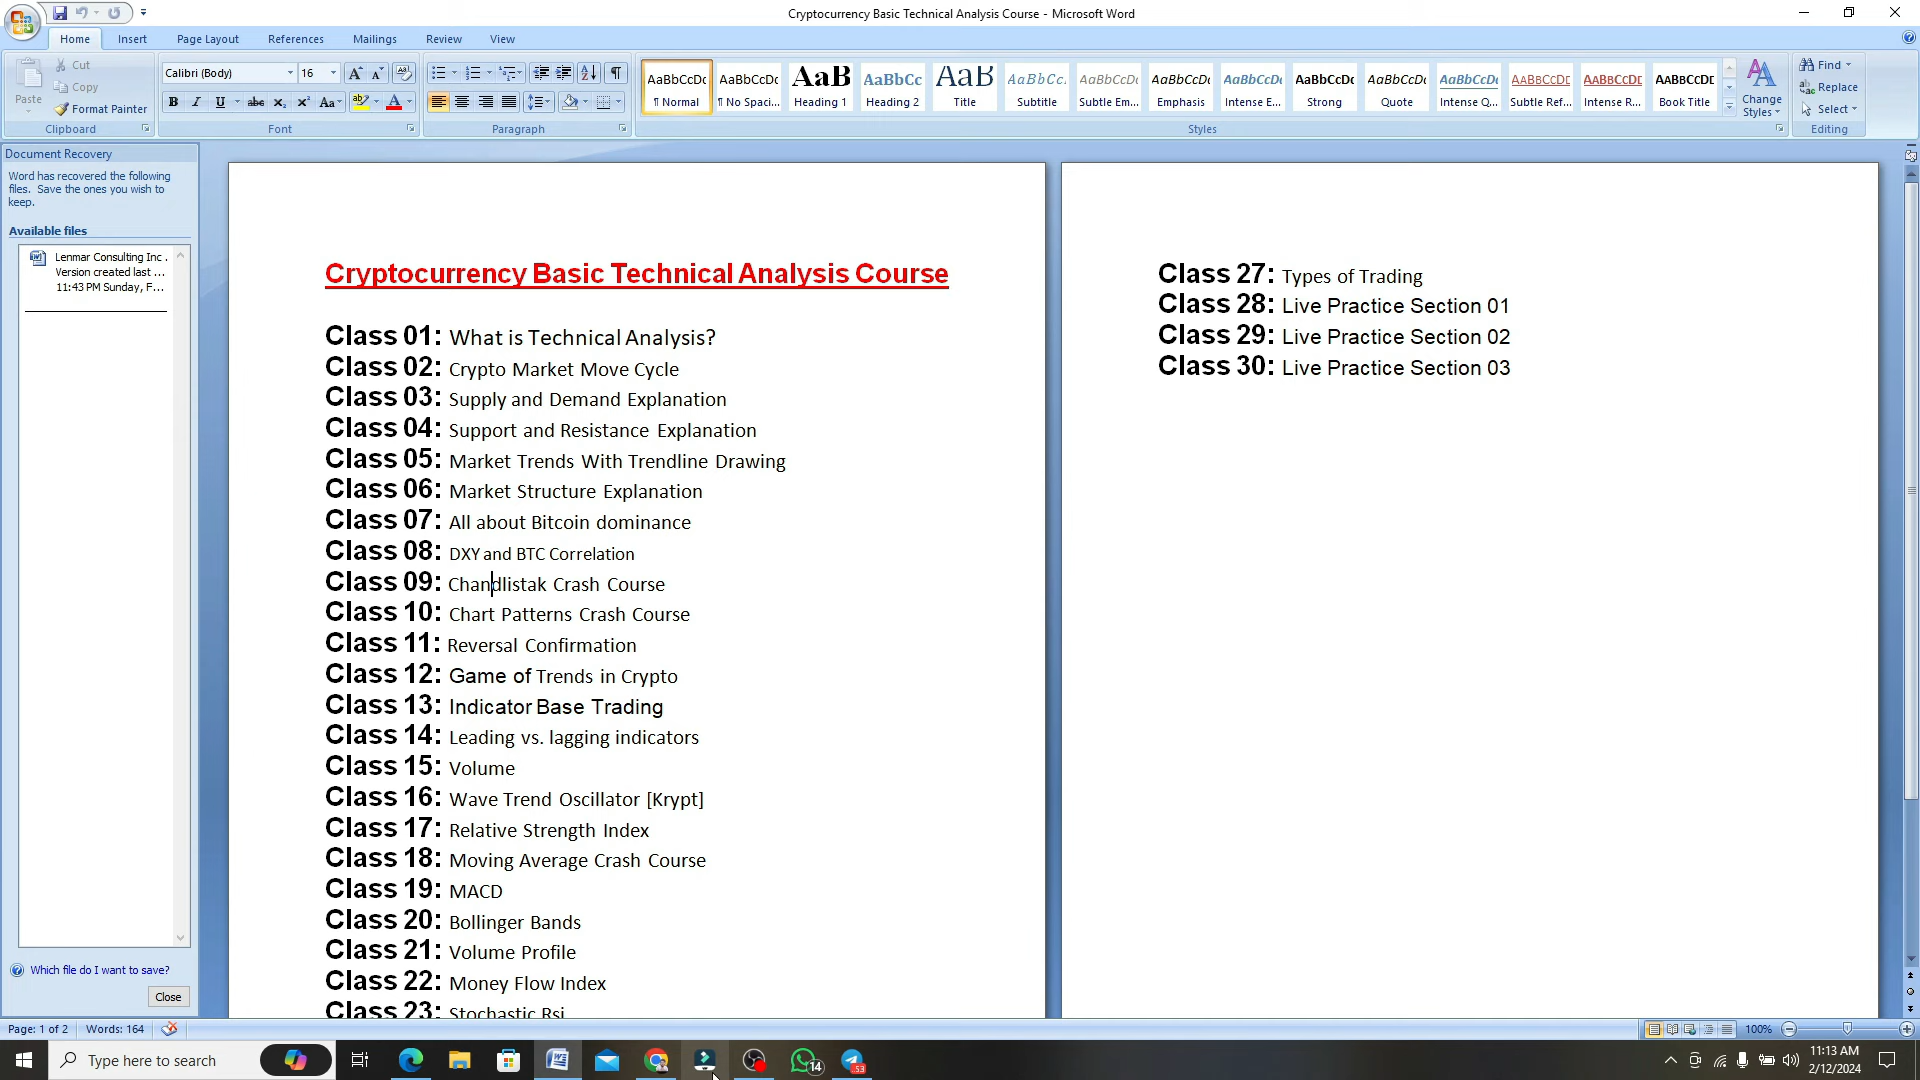 Cryptocurrency Basic Technical Analysis Course - Microsoft Word
Home Insert Page Layout References Mailings Review View
Paste
Cut
Copy
Format Painter
Clipboard
Calibri (Body) 16
Font
Paragraph
AaBbCcDc AaBbCcDc AaB AaBbCc AaB AaBbCc. AaBbCcDc AaBbCcDc AaBbCcDc AaBbCcDc AaBbCcDc AaBbCcDc AABBCCDD AABBCCDD AABBCCDD
¶ Normal ¶ No Spaci... Heading 1 Heading 2 Title Subtitle Subtle Em... Emphasis Intense E... Strong Quote Intense Q... Subtle Ref... Intense R... Book Title
Change Styles
Styles
Find
Replace
Select
Editing
Document Recovery
Word has recovered the following
files. Save the ones you wish to
keep.
Available files
Lenmar Consulting Inc .
Version created last ...
11:43 PM Sunday, F...
Which file do I want to save?
Close
Cryptocurrency Basic Technical Analysis Course
Class 01: What is Technical Analysis?
Class 02: Crypto Market Move Cycle
Class 03: Supply and Demand Explanation
Class 04: Support and Resistance Explanation
Class 05: Market Trends With Trendline Drawing
Class 06: Market Structure Explanation
Class 07: All about Bitcoin dominance
Class 08: DXY and BTC Correlation
Class 09: Chandlistak Crash Course
Class 10: Chart Patterns Crash Course
Class 11: Reversal Confirmation
Class 12: Game of Trends in Crypto
Class 13: Indicator Base Trading
Class 14: Leading vs. lagging indicators
Class 15: Volume
Class 16: Wave Trend Oscillator [Krypt]
Class 17: Relative Strength Index
Class 18: Moving Average Crash Course
Class 19: MACD
Class 20: Bollinger Bands
Class 21: Volume Profile
Class 22: Money Flow Index
Class 23: Stochastic Rsi
Class 27: Types of Trading
Class 28: Live Practice Section 01
Class 29: Live Practice Section 02
Class 30: Live Practice Section 03
Page: 1 of 2 Words: 164
100%
Type here to search
14
53
11:13 AM
2/12/2024